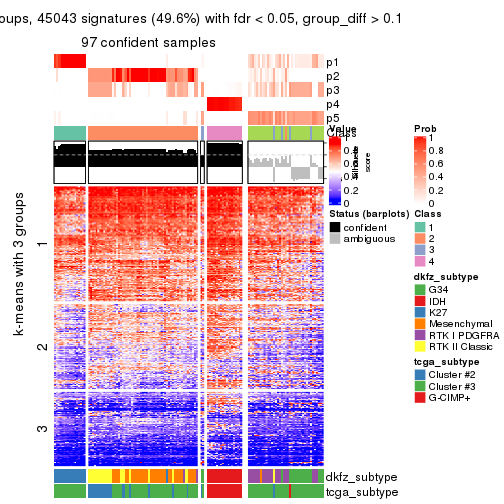 oups, 45043 signatures (49.6%) with fdr < 0.05, group_diff > 0.1
97 confident samples
p1
p2
p3
p4
p5
Class
k-means with 3 groups
1
2
3
dkfz_subtype
tcga_subtype
Value
1
0.8
0.6
0.4
0.2
0
score
Status (barplots)
confident
ambiguous
Prob
1
0.8
0.6
0.4
0.2
0
Class
1
2
3
4
dkfz_subtype
G34
IDH
K27
Mesenchymal
RTK I PDGFRA
RTK II Classic
tcga_subtype
Cluster #2
Cluster #3
G-CIMP+